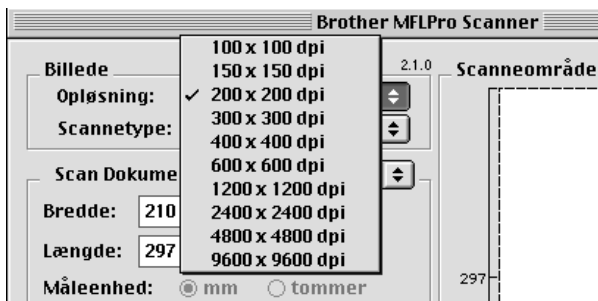 Brother MFLPro Scanner
Billede
2.1.0
Opløsning:
Scannetype:
100 x 100 dpi
150 x 150 dpi
✓ 200 x 200 dpi
300 x 300 dpi
400 x 400 dpi
600 x 600 dpi
1200 x 1200 dpi
2400 x 2400 dpi
4800 x 4800 dpi
9600 x 9600 dpi
Scan Dokume
Bredde: 210
Længde: 297
Måleenhed: mm tommer
Scanneområde
297